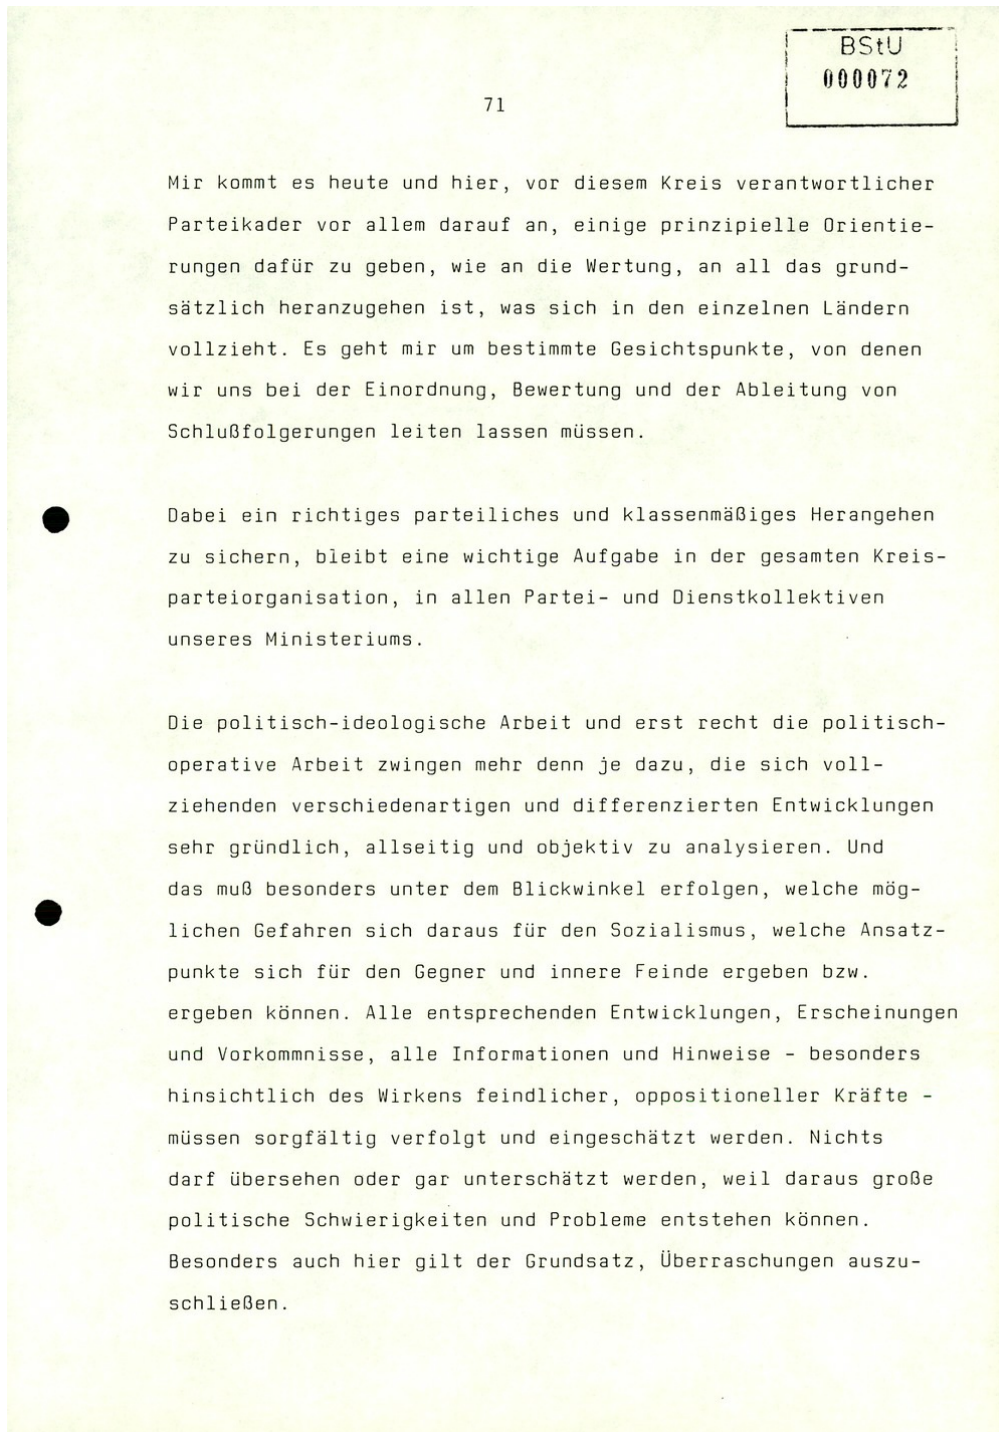 BStU
000072
71
Mir kommt es heute und hier, vor diesem Kreis verantwortlicher
Parteikader vor allem darauf an, einige prinzipielle Orientie-
rungen dafür zu geben, wie an die Wertung, an all das grund-
sätzlich heranzugehen ist, was sich in den einzelnen Ländern
vollzieht. Es geht mir um bestimmte Gesichtspunkte, von denen
wir uns bei der Einordnung, Bewertung und der Ableitung von
Schlußfolgerungen leiten lassen müssen.
Dabei ein richtiges parteiliches und klassenmäßiges Herangehen
zu sichern, bleibt eine wichtige Aufgabe in der gesamten Kreis-
parteiorganisation, in allen Partei- und Dienstkollektiven
unseres Ministeriums.
Die politisch-ideologische Arbeit und erst recht die politisch-
operative Arbeit zwingen mehr denn je dazu, die sich voll-
ziehenden verschiedenartigen und differenzierten Entwicklungen
sehr gründlich, allseitig und objektiv zu analysieren. Und
das muß besonders unter dem Blickwinkel erfolgen, welche mög-
lichen Gefahren sich daraus für den Sozialismus, welche Ansatz-
punkte sich für den Gegner und innere Feinde ergeben bzw.
ergeben können. Alle entsprechenden Entwicklungen, Erscheinungen
und Vorkommnisse, alle Informationen und Hinweise - besonders
hinsichtlich des Wirkens feindlicher, oppositioneller Kräfte -
müssen sorgfältig verfolgt und eingeschätzt werden. Nichts
darf übersehen oder gar unterschätzt werden, weil daraus große
politische Schwierigkeiten und Probleme entstehen können.
Besonders auch hier gilt der Grundsatz, Überraschungen auszu-
schließen.